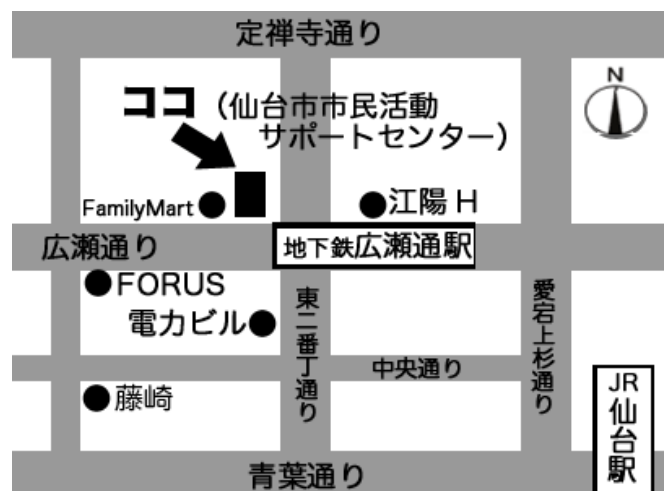 定禅寺通り
N
ココ(仙台市市民活動
サポートセンター)
FamilyMart
江陽 H
広瀬通り
地下鉄広瀬通駅
FORUS
電力ビル
東二番丁通り
愛宕上杉通り
中央通り
藤崎
JR
仙台駅
青葉通り